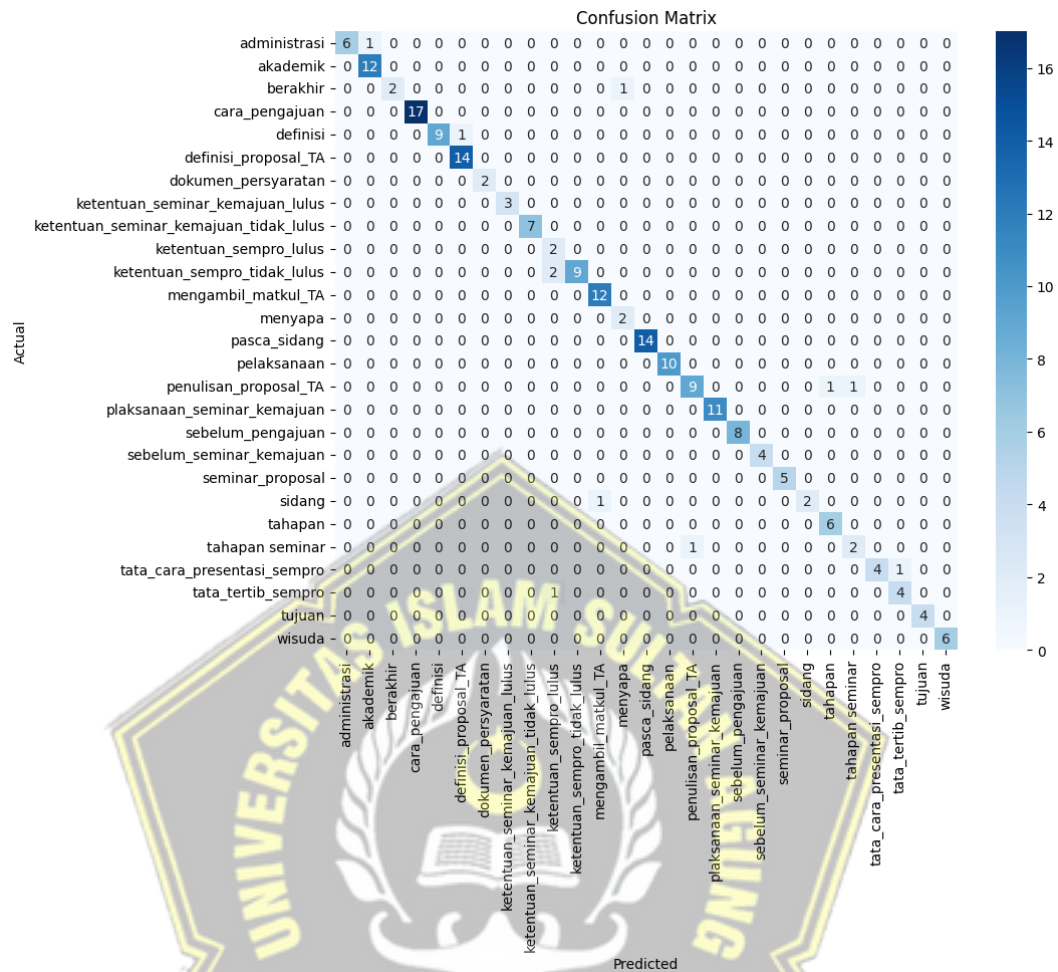 Confusion Matrix
Actual
administrasi 6 1 0 0 0 0 0 0 0 0 0 0 0 0 0 0 0 0 0 0 0 0 0 0 0 0 0
akademik 0 12 0 0 0 0 0 0 0 0 0 0 0 0 0 0 0 0 0 0 0 0 0 0 0 0 0
berakhir 0 0 2 0 0 0 0 0 0 0 0 0 1 0 0 0 0 0 0 0 0 0 0 0 0 0 0
cara_pengajuan 0 0 0 17 0 0 0 0 0 0 0 0 0 0 0 0 0 0 0 0 0 0 0 0 0 0 0
definisi 0 0 0 0 9 1 0 0 0 0 0 0 0 0 0 0 0 0 0 0 0 0 0 0 0 0 0
definisi_proposal_TA 0 0 0 0 0 14 0 0 0 0 0 0 0 0 0 0 0 0 0 0 0 0 0 0 0 0 0
dokumen_persyaratan 0 0 0 0 0 0 2 0 0 0 0 0 0 0 0 0 0 0 0 0 0 0 0 0 0 0 0
ketentuan_seminar_kemajuan_lulus 0 0 0 0 0 0 0 3 0 0 0 0 0 0 0 0 0 0 0 0 0 0 0 0 0 0 0
ketentuan_seminar_kemajuan_tidak_lulus 0 0 0 0 0 0 0 0 7 0 0 0 0 0 0 0 0 0 0 0 0 0 0 0 0 0 0
ketentuan_sempro_lulus 0 0 0 0 0 0 0 0 0 2 0 0 0 0 0 0 0 0 0 0 0 0 0 0 0 0 0
ketentuan_sempro_tidak_lulus 0 0 0 0 0 0 0 0 0 2 9 0 0 0 0 0 0 0 0 0 0 0 0 0 0 0 0
mengambil_matkul_TA 0 0 0 0 0 0 0 0 0 0 0 12 0 0 0 0 0 0 0 0 0 0 0 0 0 0 0
menyapa 0 0 0 0 0 0 0 0 0 0 0 0 2 0 0 0 0 0 0 0 0 0 0 0 0 0 0
pasca_sidang 0 0 0 0 0 0 0 0 0 0 0 0 0 14 0 0 0 0 0 0 0 0 0 0 0 0 0
pelaksanaan 0 0 0 0 0 0 0 0 0 0 0 0 0 0 10 0 0 0 0 0 0 0 0 0 0 0 0
penulisan_proposal_TA 0 0 0 0 0 0 0 0 0 0 0 0 0 0 0 9 0 0 0 0 0 1 1 0 0 0 0
plaksanaan_seminar_kemajuan 0 0 0 0 0 0 0 0 0 0 0 0 0 0 0 0 11 0 0 0 0 0 0 0 0 0 0
sebelum_pengajuan 0 0 0 0 0 0 0 0 0 0 0 0 0 0 0 0 0 8 0 0 0 0 0 0 0 0 0
sebelum_seminar_kemajuan 0 0 0 0 0 0 0 0 0 0 0 0 0 0 0 0 0 0 4 0 0 0 0 0 0 0 0
seminar_proposal 0 0 0 0 0 0 0 0 0 0 0 0 0 0 0 0 0 0 0 5 0 0 0 0 0 0 0
sidang 0 0 0 0 0 0 0 0 0 0 0 1 0 0 0 0 0 0 0 0 2 0 0 0 0 0 0
tahapan 0 0 0 0 0 0 0 0 0 0 0 0 0 0 0 0 0 0 0 0 0 6 0 0 0 0 0
tahapan seminar 0 0 0 0 0 0 0 0 0 0 0 0 0 0 0 1 0 0 0 0 0 0 2 0 0 0 0
tata_cara_presentasi_sempro 0 0 0 0 0 0 0 0 0 0 0 0 0 0 0 0 0 0 0 0 0 0 0 4 1 0 0
tata_tertib_sempro 0 0 0 0 0 0 0 0 0 1 0 0 0 0 0 0 0 0 0 0 0 0 0 0 4 0 0
tujuan 0 0 0 0 0 0 0 0 0 0 0 0 0 0 0 0 0 0 0 0 0 0 0 0 0 4 0
wisuda 0 0 0 0 0 0 0 0 0 0 0 0 0 0 0 0 0 0 0 0 0 0 0 0 0 0 6
administrasi
akademik
berakhir
cara_pengajuan
definisi
definisi_proposal_TA
dokumen_persyaratan
ketentuan_seminar_kemajuan_lulus
ketentuan_seminar_kemajuan_tidak_lulus
ketentuan_sempro_lulus
ketentuan_sempro_tidak_lulus
mengambil_matkul_TA
menyapa
pasca_sidang
pelaksanaan
penulisan_proposal_TA
plaksanaan_seminar_kemajuan
sebelum_pengajuan
sebelum_seminar_kemajuan
seminar_proposal
sidang
tahapan
tahapan seminar
tata_cara_presentasi_sempro
tata_tertib_sempro
tujuan
wisuda
Predicted
16
14
12
10
8
6
4
2
0
UNIVERSITAS ISLAM SULTAN AGUNG